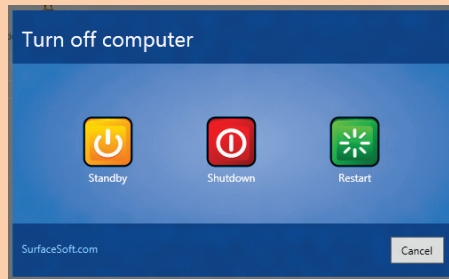 Turn off computer
Standby
Shutdown
Restart
SurfaceSoft.com
Cancel